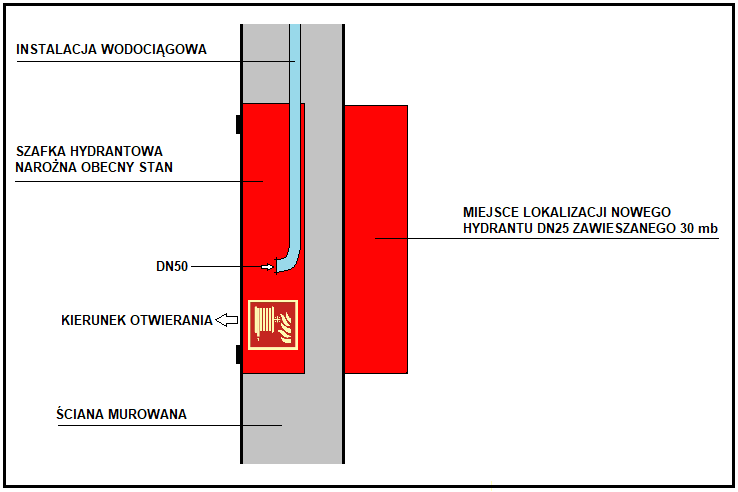 INSTALACJA WODOCIĄGOWA
SZAFKA HYDRANTOWA
NAROŻNA OBECNY STAN
MIEJSCE LOKALIZACJI NOWEGO
HYDRANTU DN25 ZAWIESZANEGO 30 mb
DN50
KIERUNEK OTWIERANIA
ŚCIANA MUROWANA